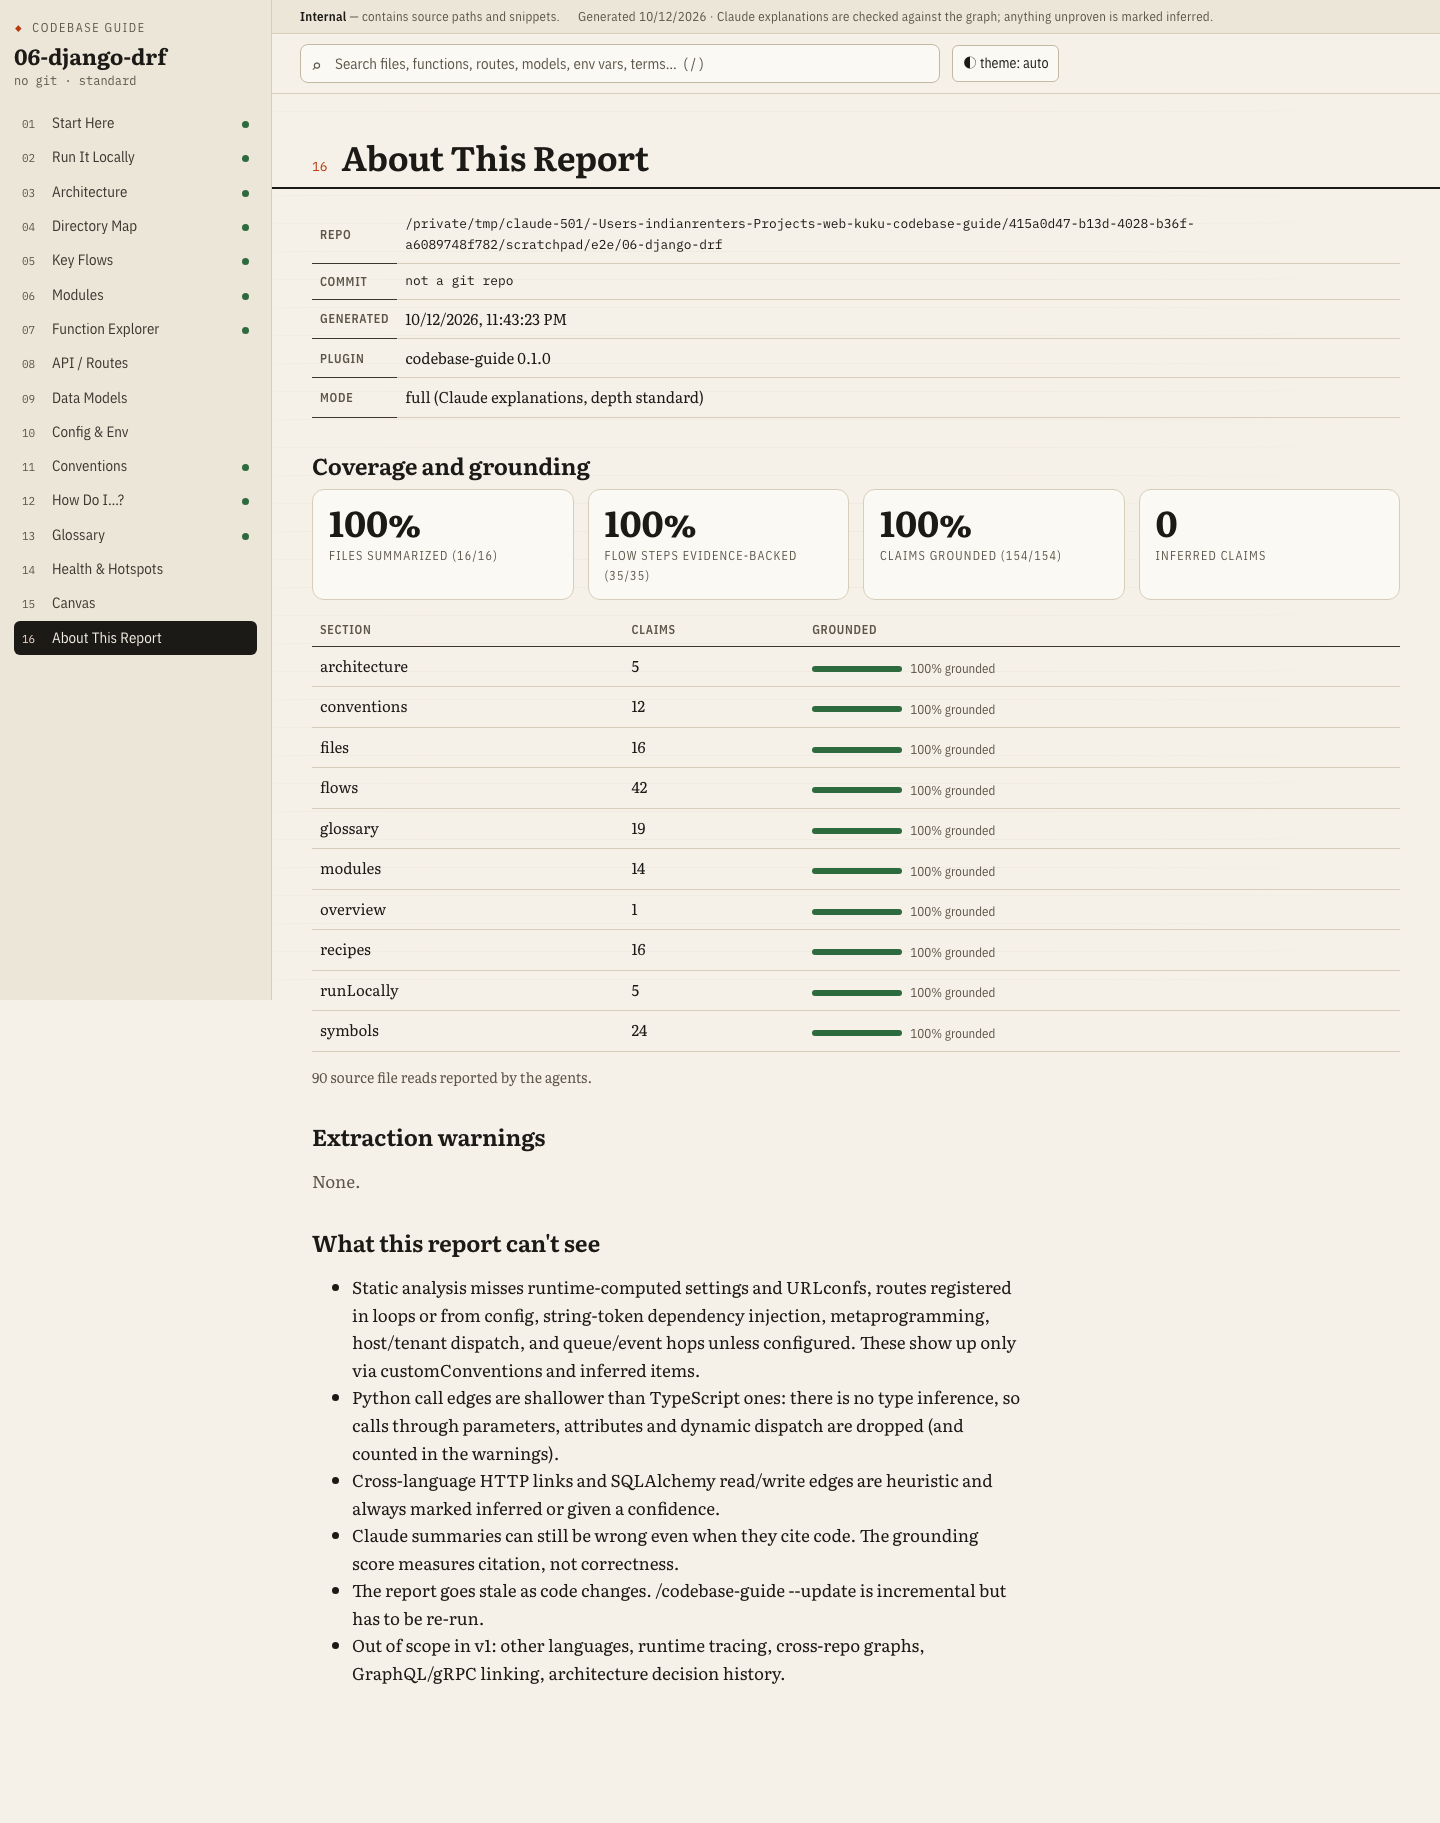 ◆ CODEBASE GUIDE
06-django-drf
no git · standard
01 Start Here
02 Run It Locally
03 Architecture
04 Directory Map
05 Key Flows
06 Modules
07 Function Explorer
08 API / Routes
09 Data Models
10 Config & Env
11 Conventions
12 How Do I...?
13 Glossary
14 Health & Hotspots
15 Canvas
16 About This Report
Internal — contains source paths and snippets. Generated 10/12/2026 · Claude explanations are checked against the graph; anything unproven is marked inferred.
Search files, functions, routes, models, env vars, terms... ( / )
theme: auto
16 About This Report
REPO /private/tmp/claude-501/-Users-indianrenters-Projects-web-kuku-codebase-guide/415a0d47-b13d-4028-b36f-
a6089748f782/scratchpad/e2e/06-django-drf
COMMIT not a git repo
GENERATED 10/12/2026, 11:43:23 PM
PLUGIN codebase-guide 0.1.0
MODE full (Claude explanations, depth standard)
Coverage and grounding
100%
FILES SUMMARIZED (16/16)
100%
FLOW STEPS EVIDENCE-BACKED
(35/35)
100%
CLAIMS GROUNDED (154/154)
0
INFERRED CLAIMS
SECTION CLAIMS GROUNDED
architecture 5 100% grounded
conventions 12 100% grounded
files 16 100% grounded
flows 42 100% grounded
glossary 19 100% grounded
modules 14 100% grounded
overview 1 100% grounded
recipes 16 100% grounded
runLocally 5 100% grounded
symbols 24 100% grounded
90 source file reads reported by the agents.
Extraction warnings
None.
What this report can't see
• Static analysis misses runtime-computed settings and URLconfs, routes registered
in loops or from config, string-token dependency injection, metaprogramming,
host/tenant dispatch, and queue/event hops unless configured. These show up only
via customConventions and inferred items.
• Python call edges are shallower than TypeScript ones: there is no type inference, so
calls through parameters, attributes and dynamic dispatch are dropped (and
counted in the warnings).
• Cross-language HTTP links and SQLAlchemy read/write edges are heuristic and
always marked inferred or given a confidence.
• Claude summaries can still be wrong even when they cite code. The grounding
score measures citation, not correctness.
• The report goes stale as code changes. /codebase-guide --update is incremental but
has to be re-run.
• Out of scope in v1: other languages, runtime tracing, cross-repo graphs,
GraphQL/gRPC linking, architecture decision history.